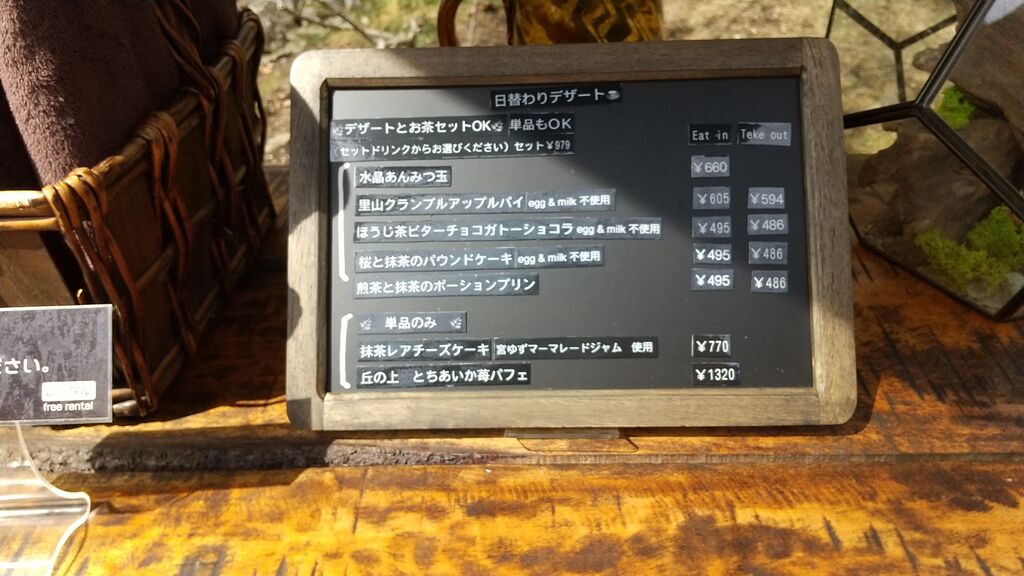 日替わりデザート
デザートとお茶セットOK 単品もOK
(セットドリンクからお選びください) セット￥979
Eat in Teke out
水晶あんみつ玉 ￥660
里山クランブルアップルパイ egg & milk 不使用 ￥605 ￥594
ほうじ茶ビターチョコガトーショコラ egg & milk 不使用 ￥495 ￥486
桜と抹茶のパウンドケーキ egg & milk 不使用 ￥495 ￥486
煎茶と抹茶のポーションプリン ￥495 ￥486
単品のみ
抹茶レアチーズケーキ 宮ゆずマーマレードジャム 使用 ￥770
丘の上 とちあいか苺パフェ ￥1320
ださい。
free rental